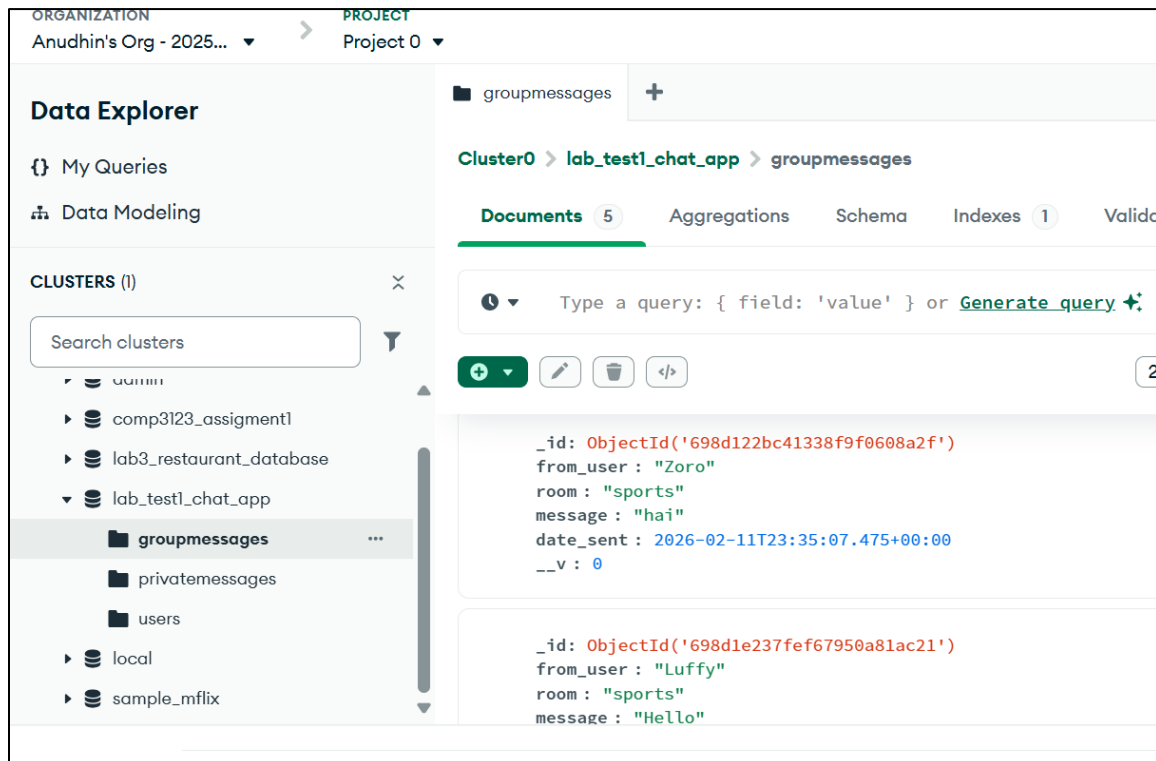 ORGANIZATION
Anudhin's Org - 2025...
PROJECT
Project 0
Data Explorer
My Queries
Data Modeling
CLUSTERS (1)
Search clusters
admin
comp3123_assigment1
lab3_restaurant_database
lab_test1_chat_app
groupmessages
privatemessages
users
local
sample_mflix
groupmessages
Cluster0 > lab_test1_chat_app > groupmessages
Documents 5 Aggregations Schema Indexes 1
Type a query: { field: 'value' } or Generate query
2
_id: ObjectId('698d122bc41338f9f0608a2f')
from_user : "Zoro"
room : "sports"
message : "hai"
date_sent : 2026-02-11T23:35:07.475+00:00
__v : 0
_id: ObjectId('698d1e237fef67950a81ac21')
from_user : "Luffy"
room : "sports"
message : "Hello"